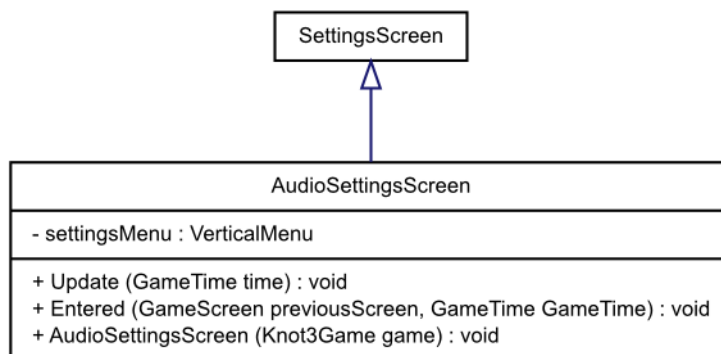 SettingsScreen
AudioSettingsScreen
- settingsMenu : VerticalMenu
+ Update (GameTime time) : void
+ Entered (GameScreen previousScreen, GameTime GameTime) : void
+ AudioSettingsScreen (Knot3Game game) : void